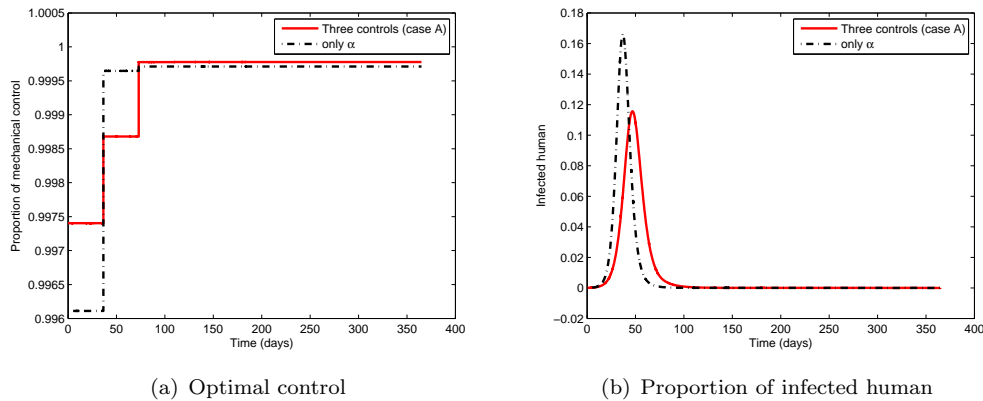 1.0005
1
0.9995
0.999
0.9985
0.998
0.9975
0.997
0.9965
0.996
Proportion of mechanical control
Three controls (case A)
only α
0 50 100 150 200 250 300 350 400
Time (days)
(a) Optimal control
0.18
0.16
0.14
0.12
0.1
0.08
0.06
0.04
0.02
0
−0.02
Infected human
Three controls (case A)
only α
0 50 100 150 200 250 300 350 400
Time (days)
(b) Proportion of infected human